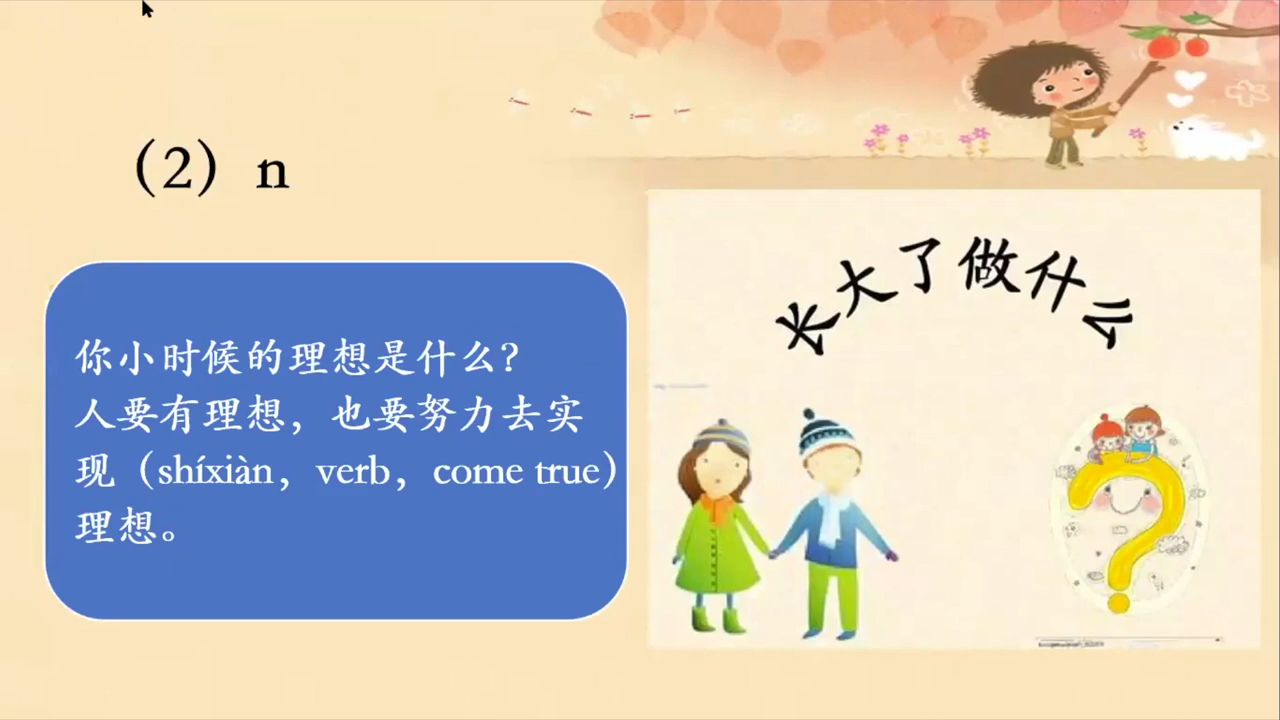 （2）n
你小时候的理想是什么？
人要有理想，也要努力去实
现（shíxiàn，verb，come true）
理想。
长大了做什么